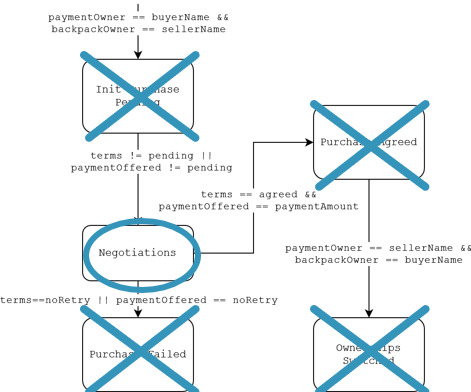 paymentOwner == buyerName &&
backpackOwner == sellerName
Init Purchase
Pending
terms != pending ||
paymentOffered != pending
Purchase Agreed
terms == agreed &&
paymentOffered == paymentAmount
Negotiations
paymentOwner == sellerName &&
backpackOwner == buyerName
terms==noRetry || paymentOffered == noRetry
Purchase Failed
Ownerships
Switched